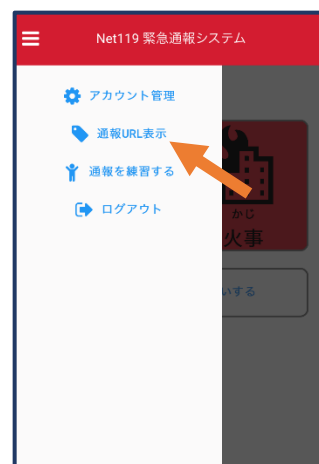 Net119 緊急通報システム
アカウント管理
通報URL表示
通報を練習する
ログアウト
かじ
火事
いする